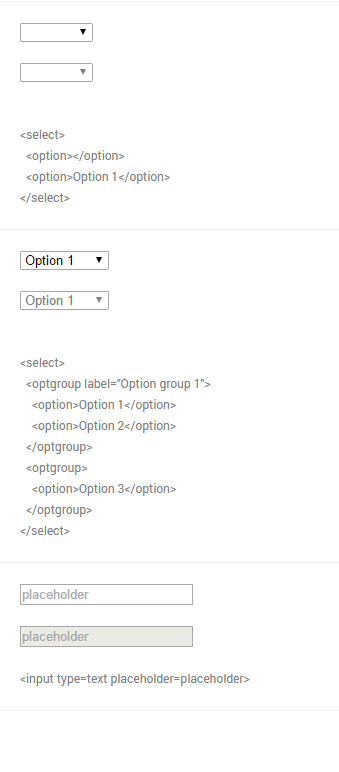 <select>
<option></option>
<option>Option 1</option>
</select>
Option 1
Option 1
<select>
<optgroup label="Option group 1">
<option>Option 1</option>
<option>Option 2</option>
</optgroup>
<optgroup>
<option>Option 3</option>
</optgroup>
</select>
placeholder
placeholder
<input type=text placeholder=placeholder>